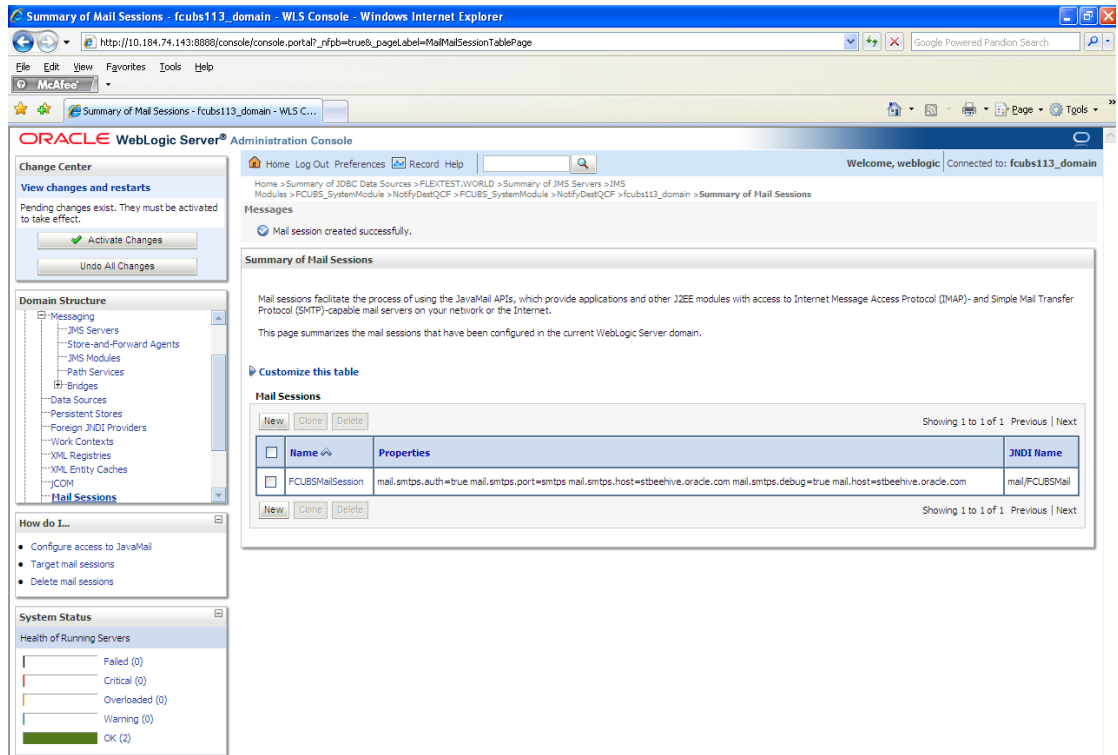 Summary of Mail Sessions - fcubs113_domain - WLS Console - Windows Internet Explorer
http://10.184.74.143:8888/console/console.portal?_nfpb=true&_pageLabel=MailMailSessionTablePage
Google Powered Pandion Search
File Edit View Favorites Tools Help
McAfee
Summary of Mail Sessions - fcubs113_domain - WLS C...
Page Tools »
ORACLE WebLogic Server® Administration Console
Change Center
View changes and restarts
Pending changes exist. They must be activated
to take effect.
Activate Changes
Undo All Changes
Domain Structure
Messaging
JMS Servers
Store-and-Forward Agents
JMS Modules
Path Services
Bridges
Data Sources
Persistent Stores
Foreign JNDI Providers
Work Contexts
XML Registries
XML Entity Caches
jCOM
Mail Sessions
How do I...
Configure access to JavaMail
Target mail sessions
Delete mail sessions
System Status
Health of Running Servers
Failed (0)
Critical (0)
Overloaded (0)
Warning (0)
OK (2)
Home Log Out Preferences Record Help
Welcome, weblogic Connected to: fcubs113_domain
Home >Summary of JDBC Data Sources >FLEXTEST.WORLD >Summary of JMS Servers >JMS
Modules >FCUBS_SystemModule >NotifyDestQCF >FCUBS_SystemModule >NotifyDestQCF >fcubs113_domain >Summary of Mail Sessions
Messages
Mail session created successfully.
Summary of Mail Sessions
Mail sessions facilitate the process of using the JavaMail APIs, which provide applications and other J2EE modules with access to Internet Message Access Protocol (IMAP)- and Simple Mail Transfer
Protocol (SMTP)-capable mail servers on your network or the Internet.
This page summarizes the mail sessions that have been configured in the current WebLogic Server domain.
Customize this table
Mail Sessions
New Clone Delete
Showing 1 to 1 of 1 Previous | Next
Name Properties JNDI Name
FCUBSMailSession mail.smtps.auth=true mail.smtps.port=smtps mail.smtps.host=stbeehive.oracle.com mail.smtps.debug=true mail.host=stbeehive.oracle.com mail/FCUBSMail
New Clone Delete
Showing 1 to 1 of 1 Previous | Next